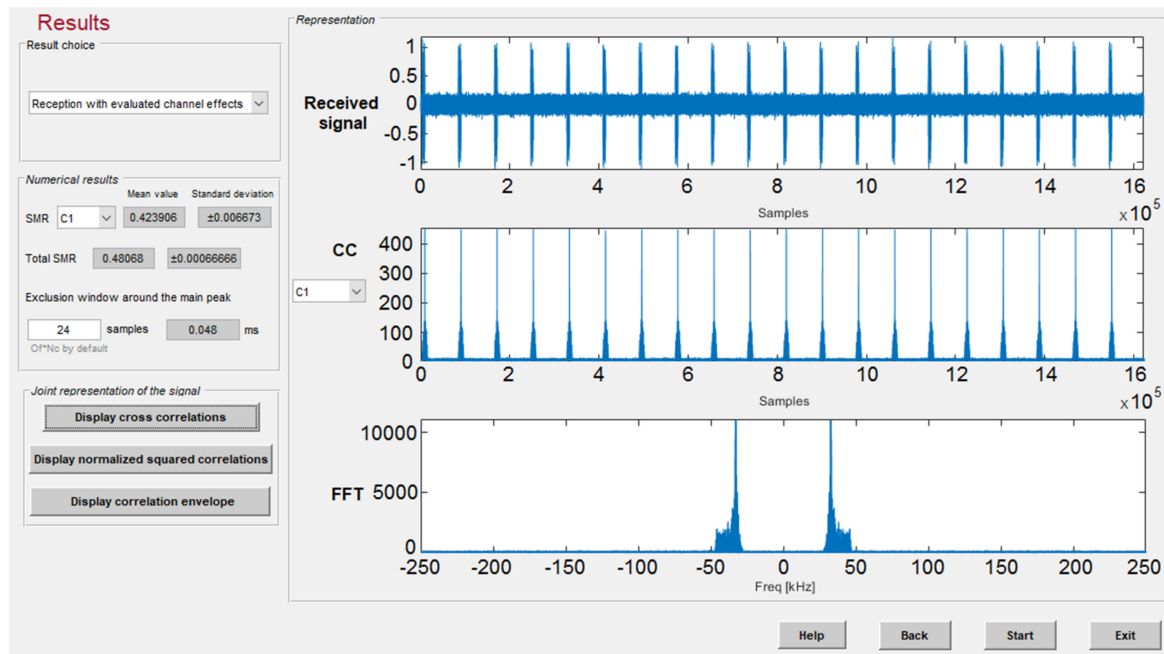 Results
Result choice
Reception with evaluated channel effects
Numerical results
Mean value Standard deviation
SMR C1 0.423906 ±0.006673
Total SMR 0.48068 ±0.00066666
Exclusion window around the main peak
24 samples 0.048 ms
Of*Nc by default
Joint representation of the signal
Display cross correlations
Display normalized squared correlations
Display correlation envelope
Representation
Received
signal
1
0.5
0
-0.5
-1
0 2 4 6 8 10 12 14 16
Samples
x10^5
CC
C1
400
300
200
100
0
0 2 4 6 8 10 12 14 16
Samples
x10^5
FFT
10000
5000
0
-250 -200 -150 -100 -50 0 50 100 150 200 250
Freq [kHz]
Help Back Start Exit